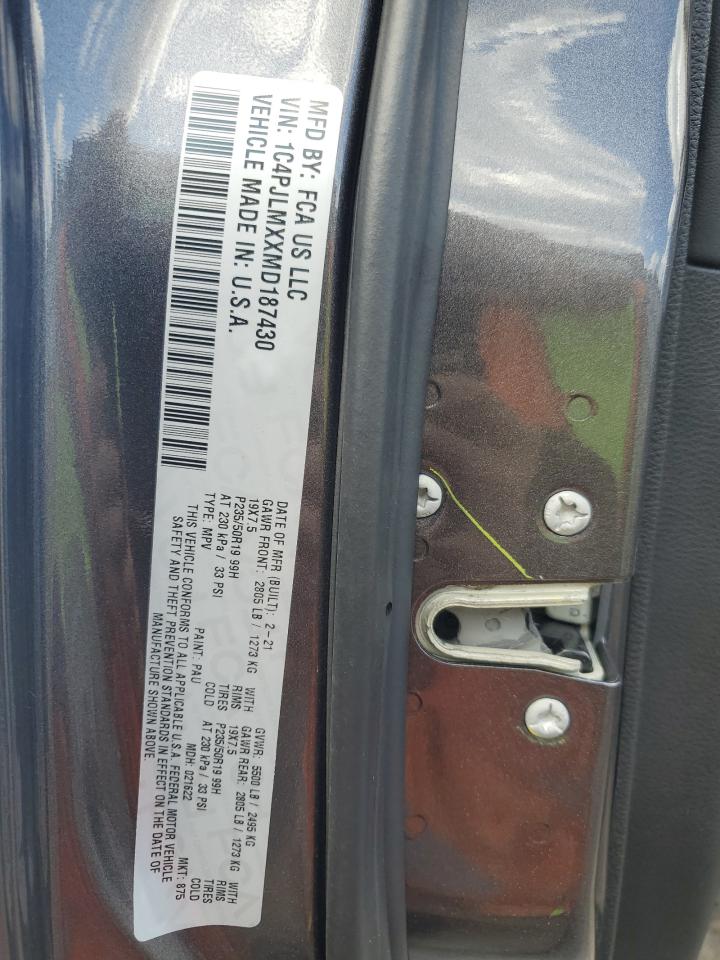 MFD BY: FCA US LLC
VIN: 1C4PJLMXXMD187430
VEHICLE MADE IN: U.S.A.
DATE OF MFR (BUILT): 2-21 GVWR: 5500 LB / 2495 KG
GAWR FRONT: 2805 LB / 1273 KG WITH GAWR REAR: 2805 LB / 1273 KG WITH
19X7.5 RIMS 19X7.5 RIMS
P235/50R19 99H TIRES P235/50R19 99H TIRES
AT 230 kPa / 33 PSI COLD AT 230 kPa / 33 PSI COLD
TYPE: MPV PAINT: PAU MDH: 021622 MKT: 875
THIS VEHICLE CONFORMS TO ALL APPLICABLE U.S.A. FEDERAL MOTOR VEHICLE
SAFETY AND THEFT PREVENTION STANDARDS IN EFFECT ON THE DATE OF
MANUFACTURE SHOWN ABOVE